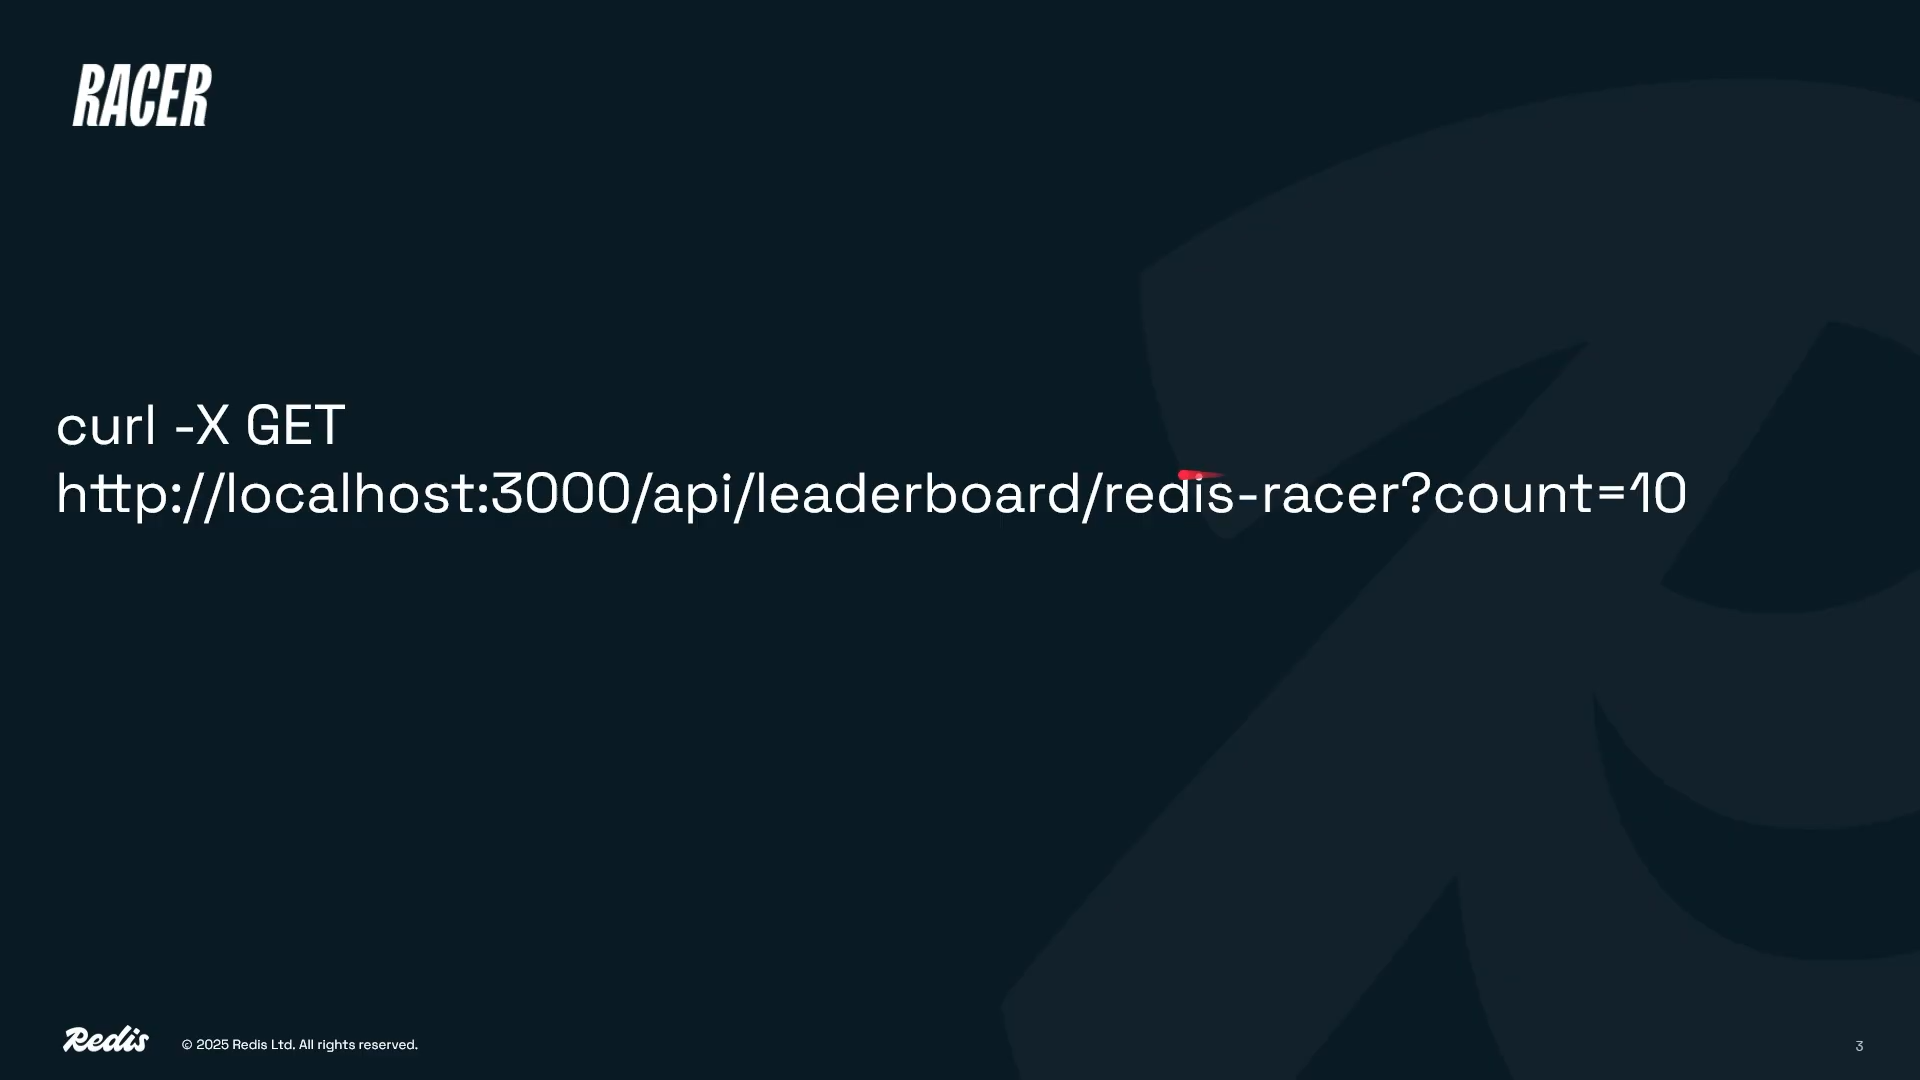 RACER
curl -X GET
http://localhost:3000/api/leaderboard/redis-racer?count=10
Redis
© 2025 Redis Ltd. All rights reserved.
3